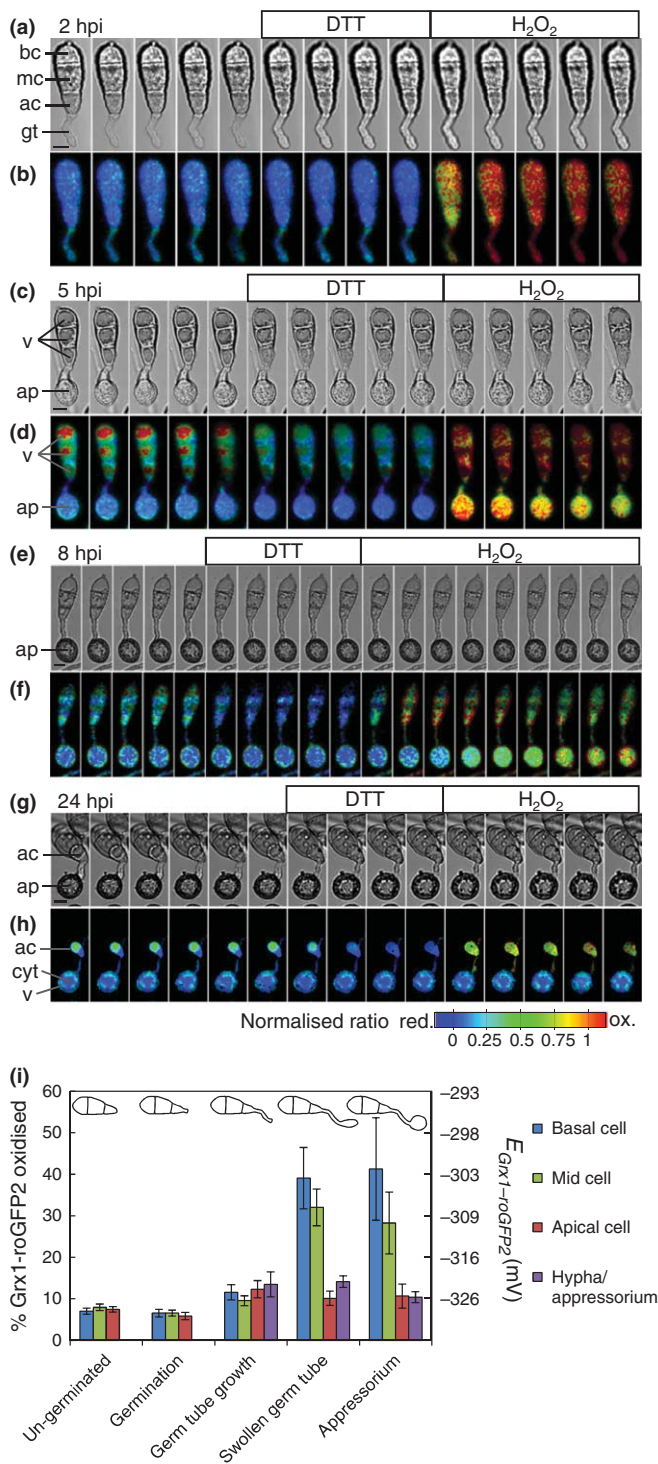 (a) 2 hpi DTT H₂O₂
bc
mc
ac
gt
(b)
(c) 5 hpi DTT H₂O₂
v
ap
(d)
v
ap
(e) 8 hpi DTT H₂O₂
ap
(f)
(g) 24 hpi DTT H₂O₂
ac
ap
(h)
ac
cyt
v
Normalised ratio red. ox.
0 0.25 0.5 0.75 1
(i)
60
50
40
30
20
10
0
% Grx1-roGFP2 oxidised
–293
–298
–303
–309
–316
–326
E Grx1–roGFP2 (mV)
Basal cell
Mid cell
Apical cell
Hypha/
appressorium
Un-germinated
Germination
Germ tube growth
Swollen germ tube
Appressorium